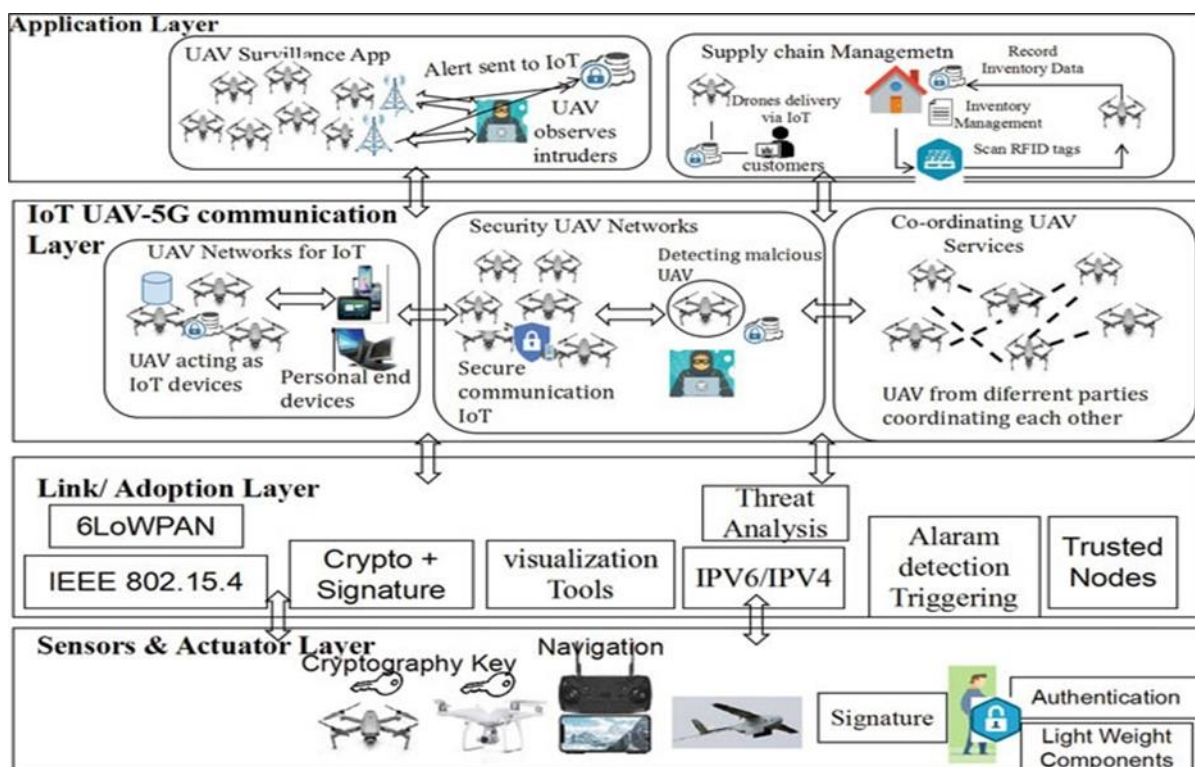 Application Layer
UAV Survillance App
Alert sent to IoT
UAV
observes
intruders
Supply chain Managemetn
Drones delivery
via IoT
customers
Record
Inventory Data
Inventory
Management
Scan RFID tags
IoT UAV-5G communication
Layer
UAV Networks for IoT
UAV acting as
IoT devices
Personal end
devices
Security UAV Networks
Secure
communication
IoT
Detecting malcious
UAV
Co-ordinating UAV
Services
UAV from diferrent parties
coordinating each other
Link/ Adoption Layer
6LoWPAN
IEEE 802.15.4
Crypto +
Signature
visualization
Tools
Threat
Analysis
IPV6/IPV4
Alaram
detection
Triggering
Trusted
Nodes
Sensors & Actuator Layer
Cryptography Key
Navigation
Signature
Authentication
Light Weight
Components